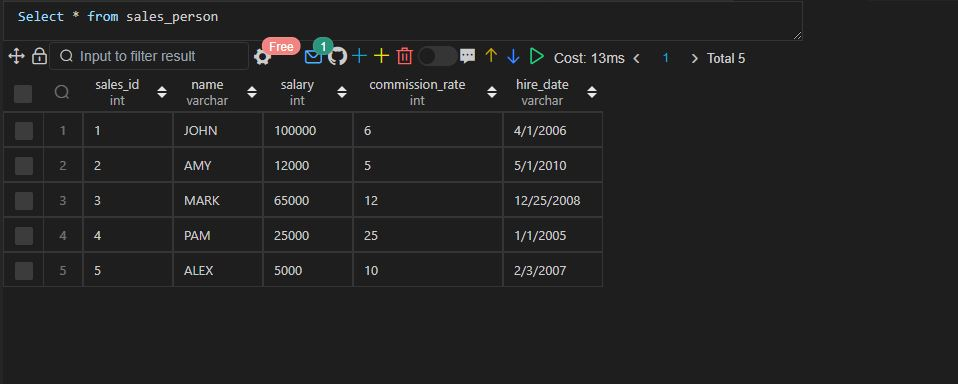 Select * from sales_person
Input to filter result Free 1 Cost: 13ms 1 Total 5
sales_id name salary commission_rate hire_date
int varchar int int varchar
1 1 JOHN 100000 6 4/1/2006
2 2 AMY 12000 5 5/1/2010
3 3 MARK 65000 12 12/25/2008
4 4 PAM 25000 25 1/1/2005
5 5 ALEX 5000 10 2/3/2007